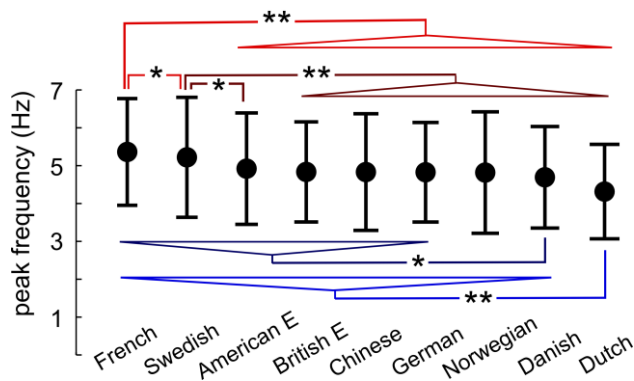 **
* **
*
7
5
3
1
peak frequency (Hz)
*
**
French
Swedish
American E
British E
Chinese
German
Norwegian
Danish
Dutch